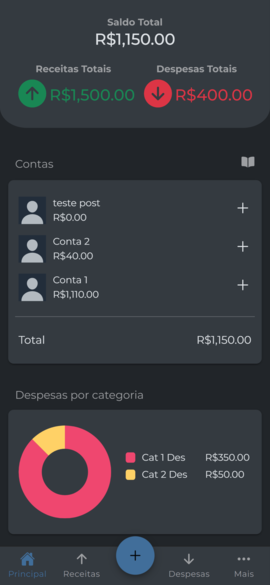 Saldo Total
R$1,150.00
Receitas Totais Despesas Totais
R$1,500.00 R$400.00
Contas
teste post
R$0.00
Conta 2
R$40.00
Conta 1
R$1,110.00
Total R$1,150.00
Despesas por categoria
Cat 1 Des R$350.00
Cat 2 Des R$50.00
Principal Receitas Despesas Mais